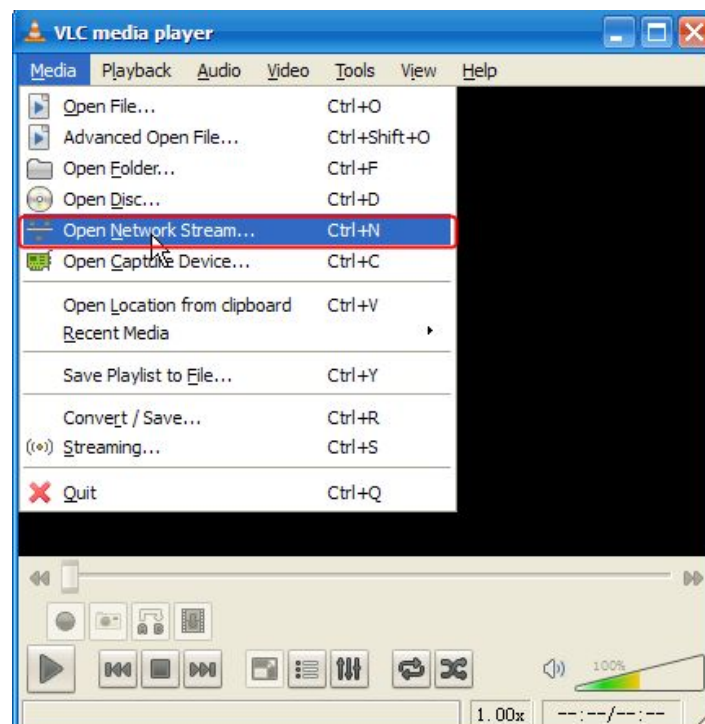 VLC media player
Media Playback Audio Video Tools View Help
Open File... Ctrl+O
Advanced Open File... Ctrl+Shift+O
Open Folder... Ctrl+F
Open Disc... Ctrl+D
Open Network Stream... Ctrl+N
Open Capture Device... Ctrl+C
Open Location from clipboard Ctrl+V
Recent Media
Save Playlist to File... Ctrl+Y
Convert / Save... Ctrl+R
Streaming... Ctrl+S
Quit Ctrl+Q
A B
100%
1.00x --:--/--:--